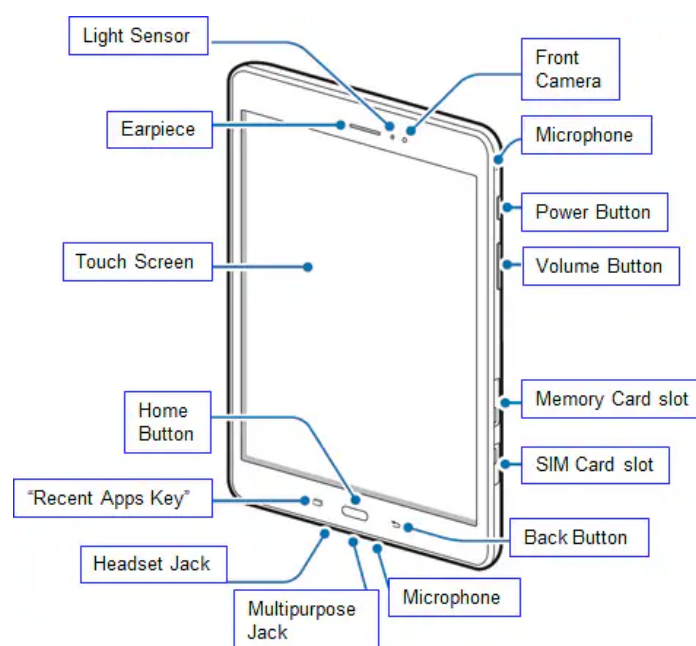 Light Sensor
Front
Camera
Earpiece
Microphone
Power Button
Touch Screen
Volume Button
Memory Card slot
Home
Button
SIM Card slot
“Recent Apps Key”
Back Button
Headset Jack
Multipurpose
Jack
Microphone